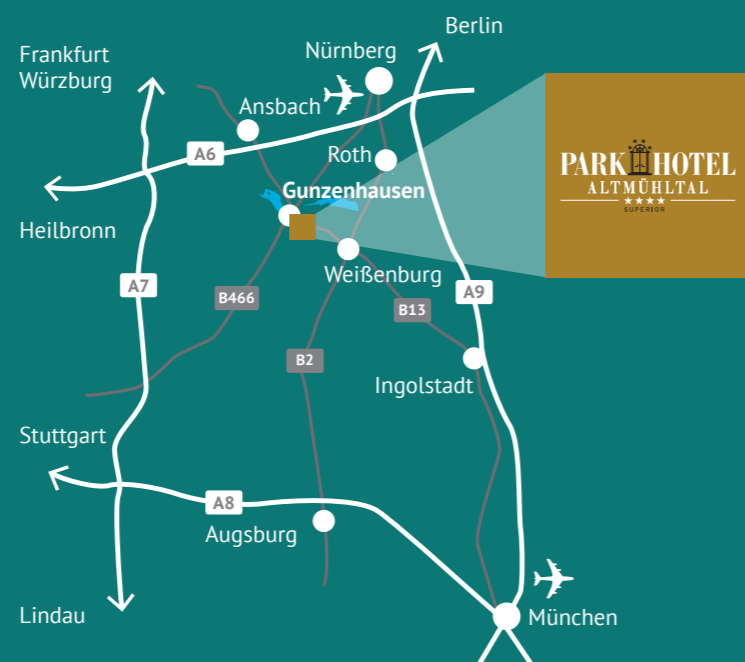 Berlin
Frankfurt
Würzburg
Nürnberg
Ansbach
A6
Roth
Gunzenhausen
PARK HOTEL
ALTMÜHLTAL
SUPERIOR
Heilbronn
Weißenburg
A7
B466
A9
B13
B2
Ingolstadt
Stuttgart
A8
Augsburg
Lindau
München